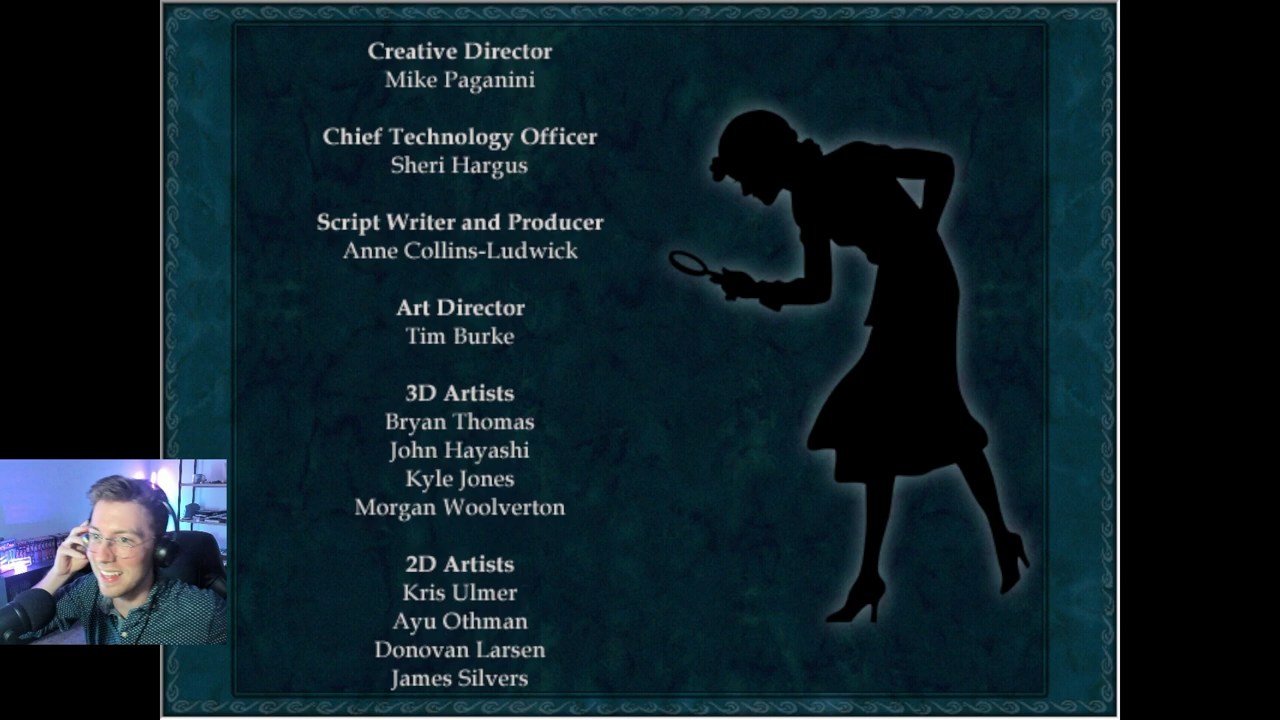 Creative Director
Mike Paganini
Chief Technology Officer
Sheri Hargus
Script Writer and Producer
Anne Collins-Ludwick
Art Director
Tim Burke
3D Artists
Bryan Thomas
John Hayashi
Kyle Jones
Morgan Woolverton
2D Artists
Kris Ulmer
Ayu Othman
Donovan Larsen
James Silvers